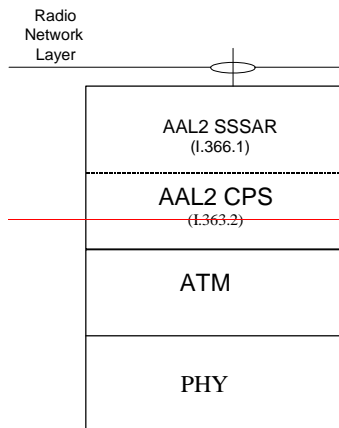 Radio
Network
Layer
AAL2 SSSAR
(I.366.1)
AAL2 CPS
(I.363.2)
ATM
PHY